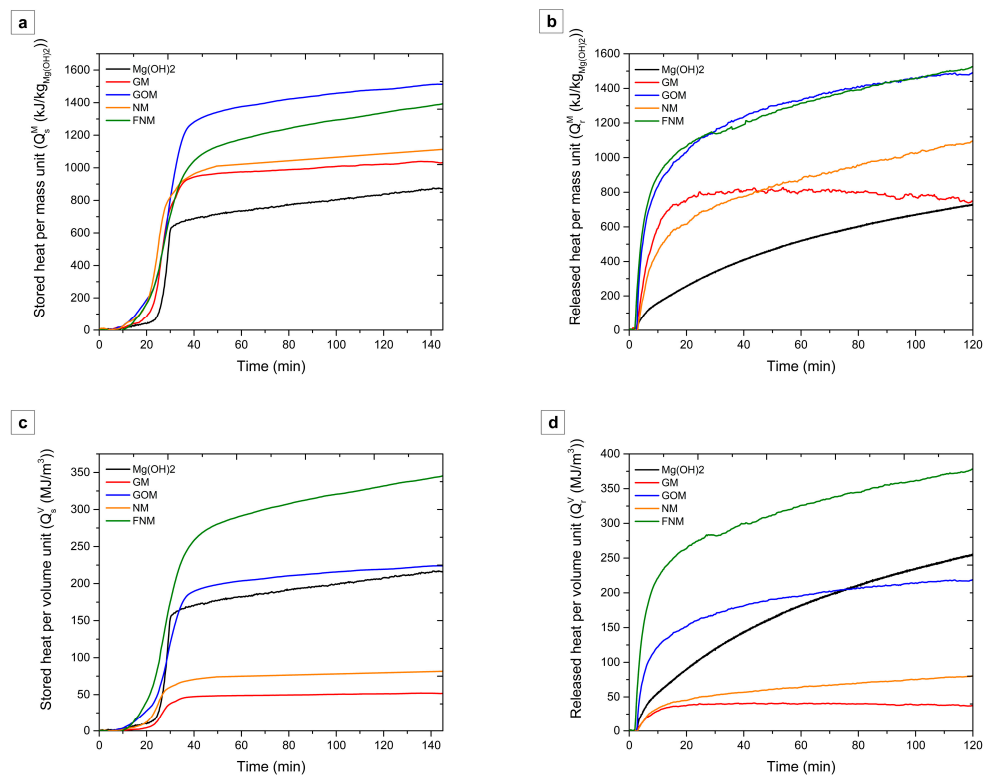 a
Stored heat per mass unit (Q_s^M (kJ/kg_Mg(OH)2))
1600
1400
1200
1000
800
600
400
200
0
Mg(OH)2
GM
GOM
NM
FNM
0 20 40 60 80 100 120 140
Time (min)
b
Released heat per mass unit (Q_r^M (kJ/kg_Mg(OH)2))
1600
1400
1200
1000
800
600
400
200
0
Mg(OH)2
GM
GOM
NM
FNM
0 20 40 60 80 100 120
Time (min)
c
Stored heat per volume unit (Q_s^V (MJ/m^3))
350
300
250
200
150
100
50
0
Mg(OH)2
GM
GOM
NM
FNM
0 20 40 60 80 100 120 140
Time (min)
d
Released heat per volume unit (Q_r^V (MJ/m^3))
400
350
300
250
200
150
100
50
0
Mg(OH)2
GM
GOM
NM
FNM
0 20 40 60 80 100 120
Time (min)